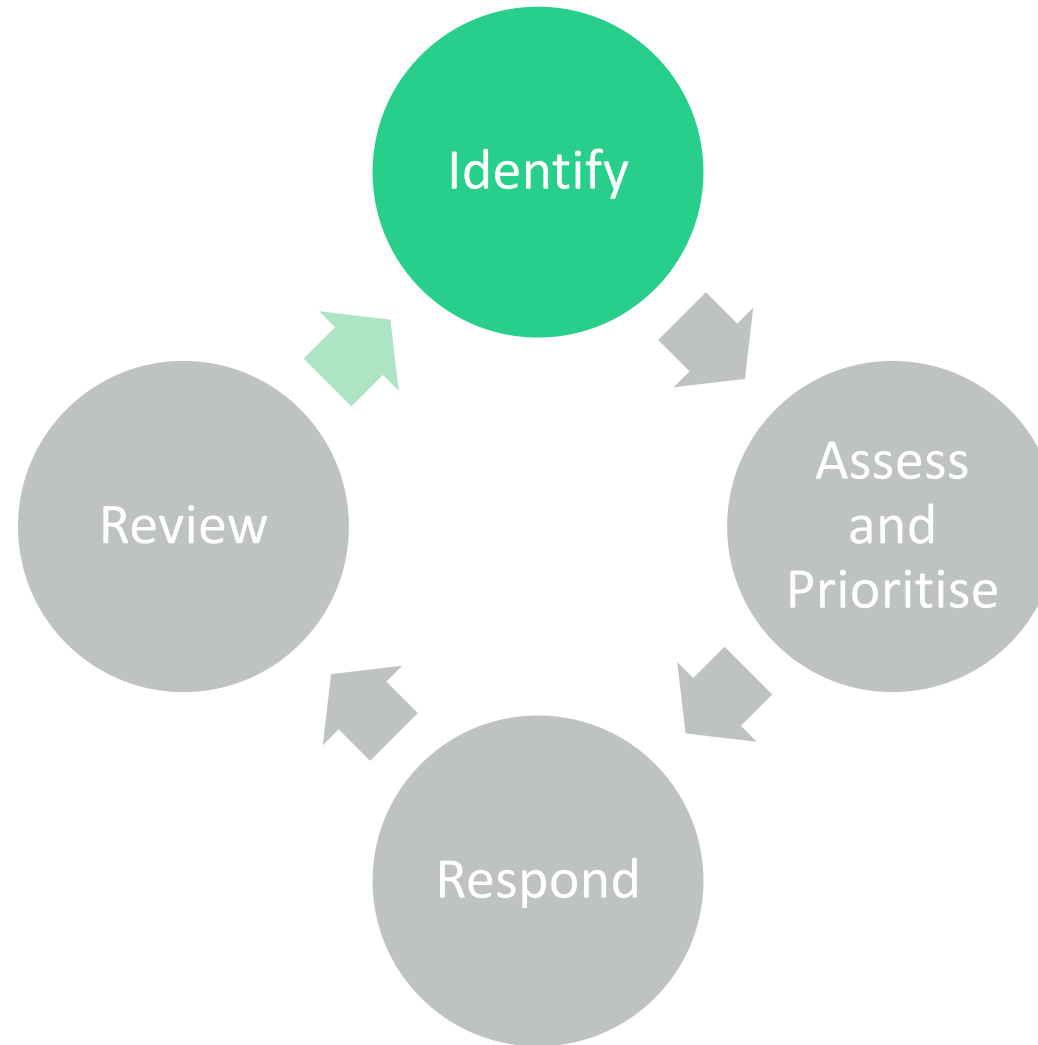 Identify
Assess
and
Prioritise
Respond
Review